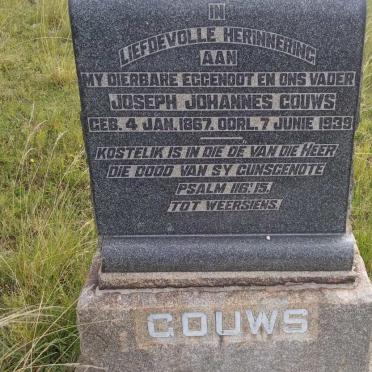 IN
LIEFDEVOLLE HERINNERING
AAN
MY DIERBARE EGGENOOT EN ONS VADER
JOSEPH JOHANNES GOUWS
GEB. 4 JAN. 1867, OORL. 7 JUNIE 1939
KOSTELIK IS IN DIE OË VAN DIE HEER
DIE DOOD VAN SY GUNSGENOTE
PSALM 116:15.
TOT WEERSIENS.
GOUWS